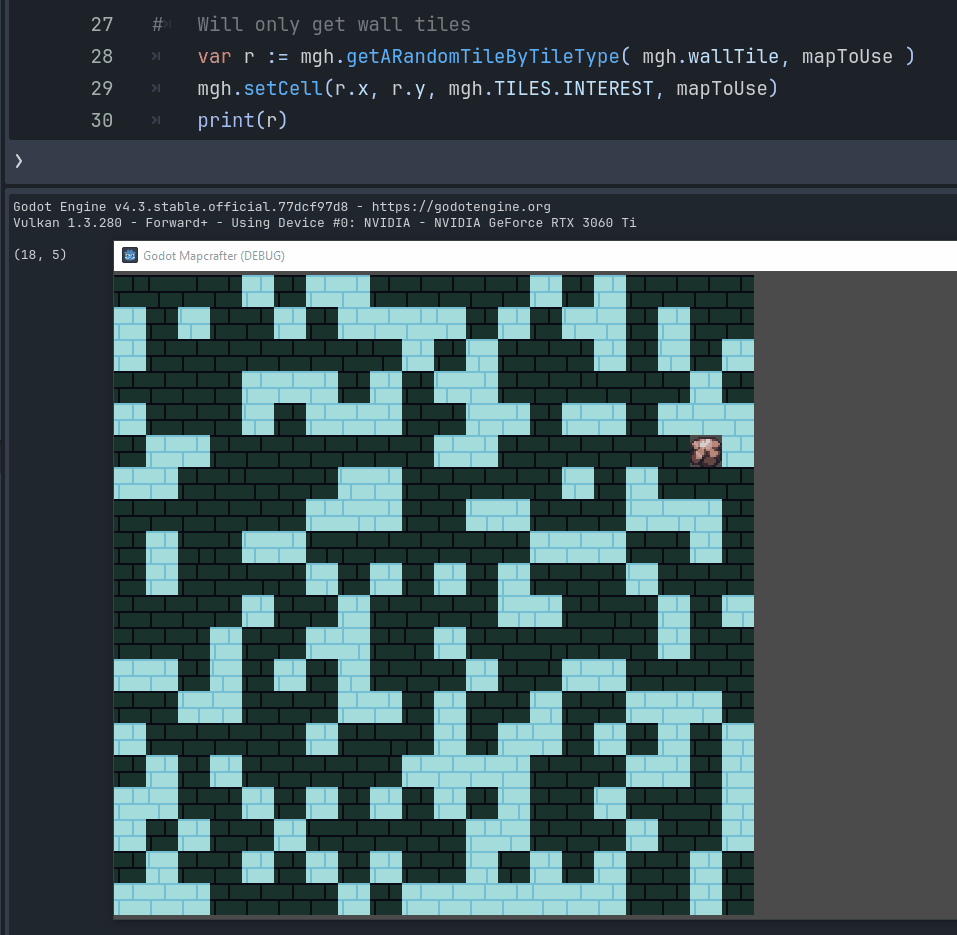 27 # Will only get wall tiles
28 var r := mgh.getARandomTileByTileType( mgh.wallTile, mapToUse )
29 mgh.setCell(r.x, r.y, mgh.TILES.INTEREST, mapToUse)
30 print(r)
❯
Godot Engine v4.3.stable.official.77dcf97d8 - https://godotengine.org
Vulkan 1.3.280 - Forward+ - Using Device #0: NVIDIA - NVIDIA GeForce RTX 3060 Ti
(18, 5)
Godot Mapcrafter (DEBUG)